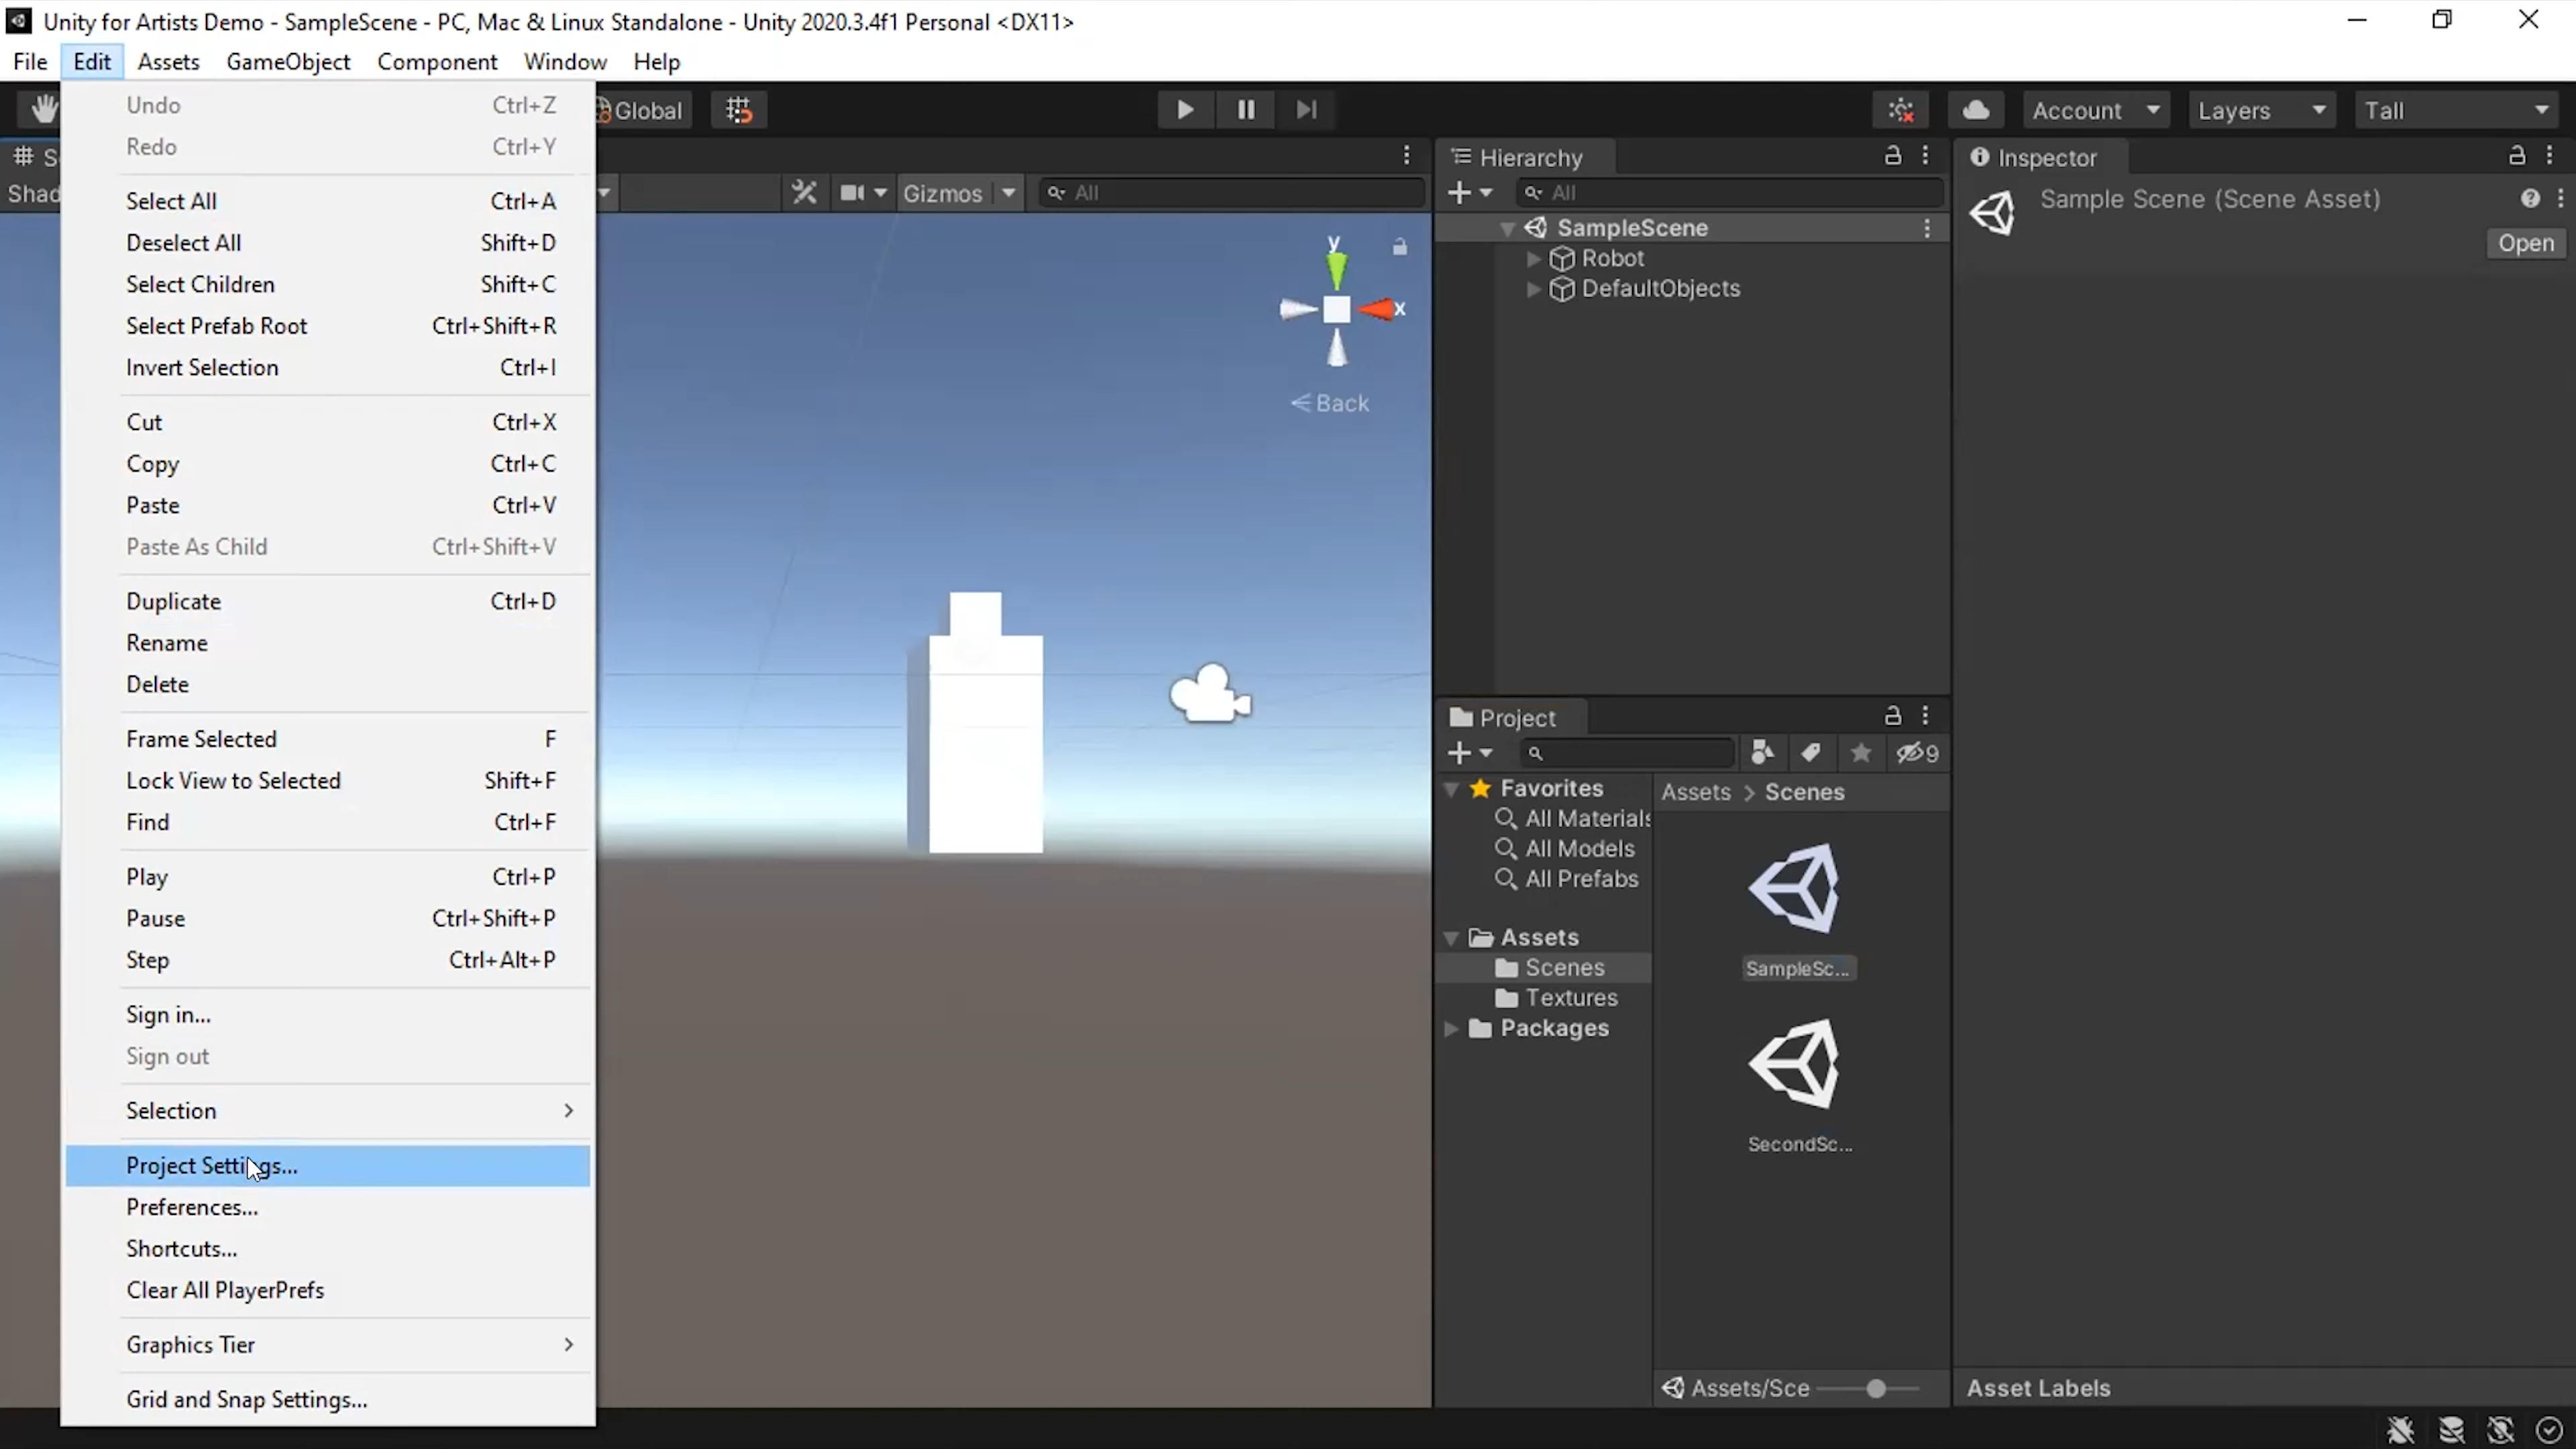 Unity for Artists Demo - SampleScene - PC, Mac & Linux Standalone - Unity 2020.3.4f1 Personal <DX11>
File Edit Assets GameObject Component Window Help
Global
Account
Layers
Tall
Undo Ctrl+Z
Redo Ctrl+Y
Select All Ctrl+A
Deselect All Shift+D
Select Children Shift+C
Select Prefab Root Ctrl+Shift+R
Invert Selection Ctrl+I
Cut Ctrl+X
Copy Ctrl+C
Paste Ctrl+V
Paste As Child Ctrl+Shift+V
Duplicate Ctrl+D
Rename
Delete
Frame Selected F
Lock View to Selected Shift+F
Find Ctrl+F
Play Ctrl+P
Pause Ctrl+Shift+P
Step Ctrl+Alt+P
Sign in...
Sign out
Selection
Project Settings...
Preferences...
Shortcuts...
Clear All PlayerPrefs
Graphics Tier
Grid and Snap Settings...
S
Shad
Gizmos
All
y
x
Back
Hierarchy
All
SampleScene
Robot
DefaultObjects
Project
9
Favorites
All Materials
All Models
All Prefabs
Assets
Scenes
Textures
Packages
Assets > Scenes
SampleSc...
SecondSc...
Assets/Sce
Inspector
Sample Scene (Scene Asset)
Open
Asset Labels